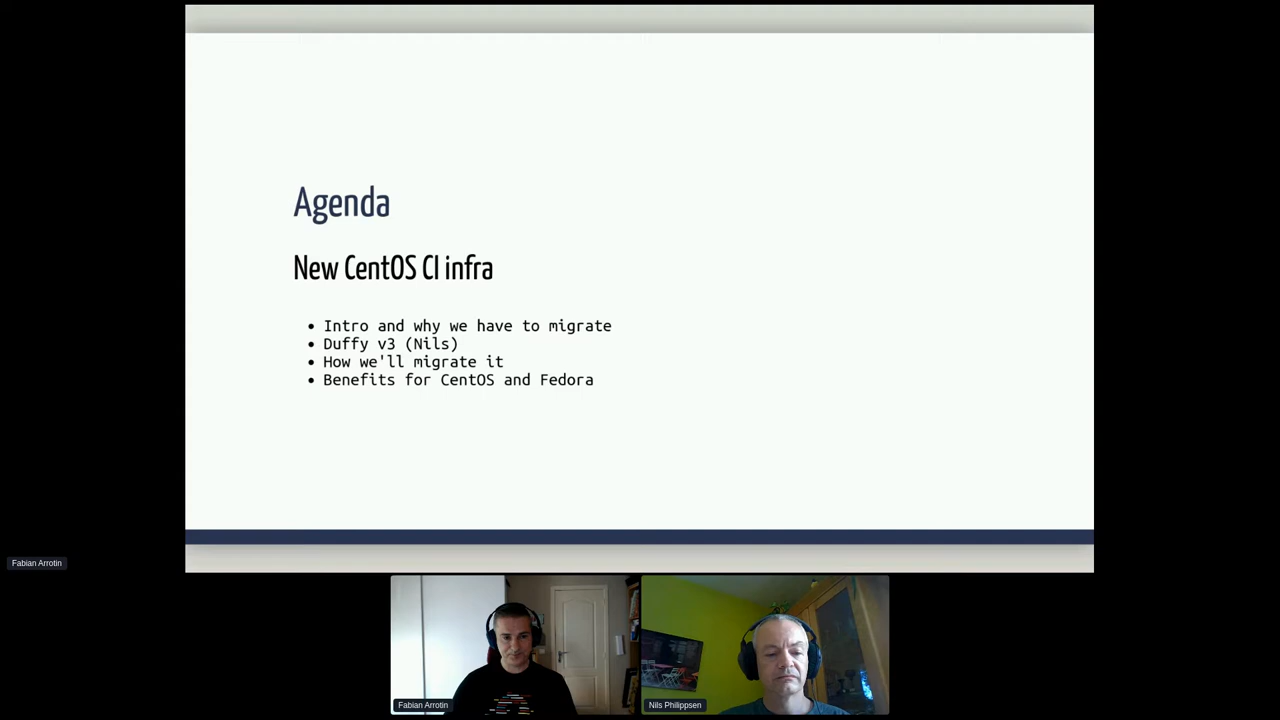 Agenda
New CentOS CI infra
• Intro and why we have to migrate
• Duffy v3 (Nils)
• How we'll migrate it
• Benefits for CentOS and Fedora
Fabian Arrotin
Fabian Arrotin
Nils Philippsen